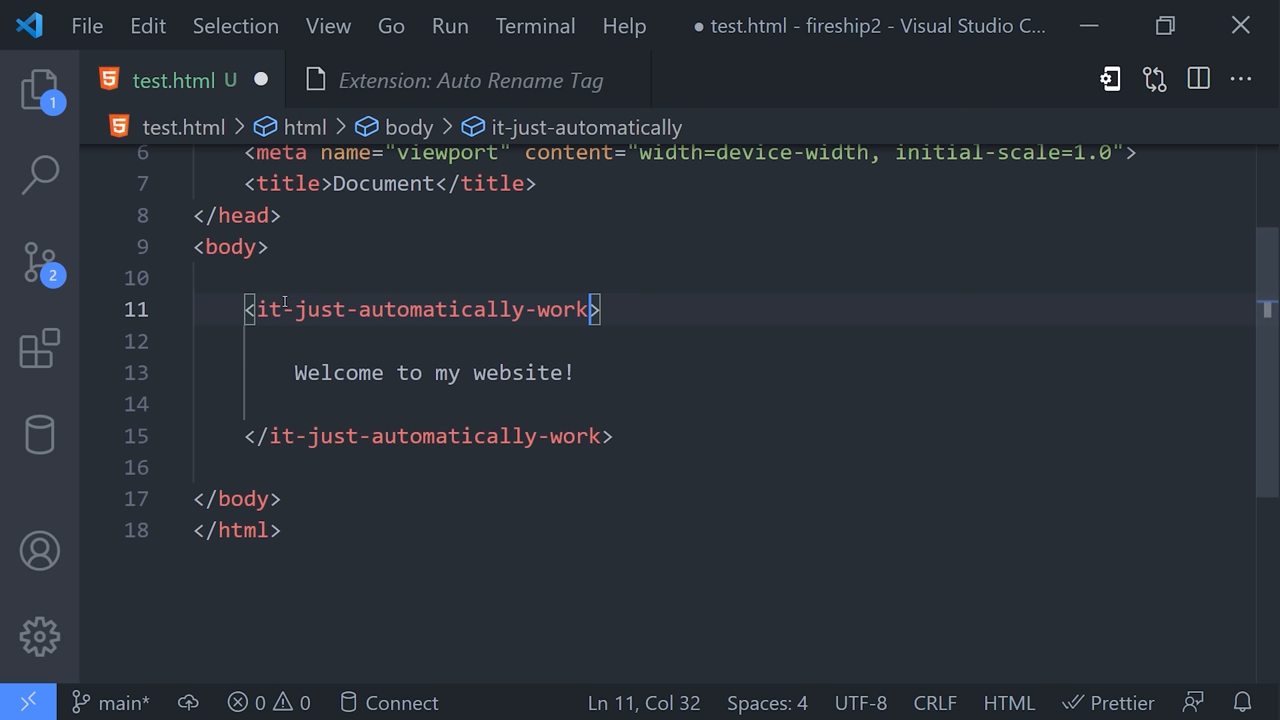 File Edit Selection View Go Run Terminal Help ● test.html - fireship2 - Visual Studio C...
test.html U ● Extension: Auto Rename Tag
test.html > html > body > it-just-automatically
6 <meta name="viewport" content="width=device-width, initial-scale=1.0">
7 <title>Document</title>
8 </head>
9 <body>
10
11 <it-just-automatically-work>
12
13 Welcome to my website!
14
15 </it-just-automatically-work>
16
17 </body>
18 </html>
1
2
main* 0 0 Connect Ln 11, Col 32 Spaces: 4 UTF-8 CRLF HTML Prettier